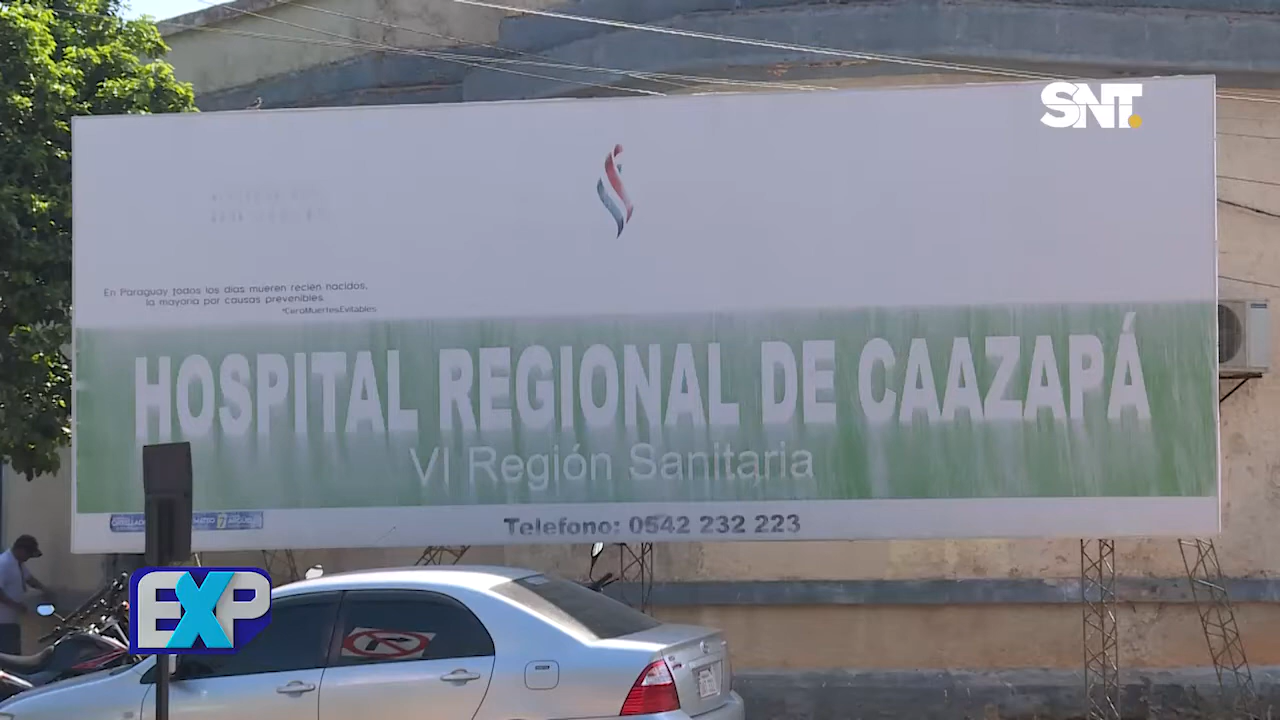 SNT.
En Paraguay todos los días mueren recien nacidos,
la mayoría por causas prevenibles.
*CeroMuertesEvitables
HOSPITAL REGIONAL DE CAAZAPÁ
VI Región Sanitaria
Telefono: 0542 232 223
EXP